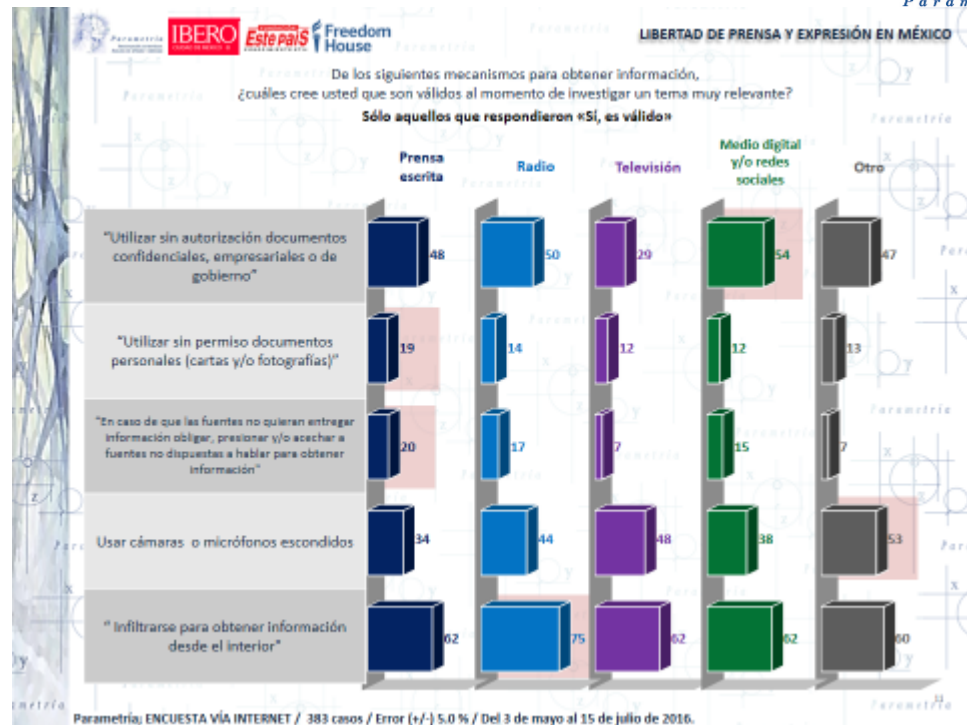 Param
Parametría
IBERO
CIUDAD DE MÉXICO
Este país
Freedom
House
LIBERTAD DE PRENSA Y EXPRESIÓN EN MÉXICO
De los siguientes mecanismos para obtener información,
¿cuáles cree usted que son válidos al momento de investigar un tema muy relevante?
Sólo aquellos que respondieron «Sí, es válido»
Prensa
escrita
Radio
Televisión
Medio digital
y/o redes
sociales
Otro
"Utilizar sin autorización documentos
confidenciales, empresariales o de
gobierno"
48 50 29 54 47
"Utilizar sin permiso documentos
personales (cartas y/o fotografías)"
19 14 12 12 13
"En caso de que las fuentes no quieran entregar
información obligar, presionar y/o acechar a
fuentes no dispuestas a hablar para obtener
información"
20 17 7 15 7
Usar cámaras o micrófonos escondidos
34 44 48 38 53
" Infiltrarse para obtener información
desde el interior"
62 75 62 62 60
Parametría; ENCUESTA VÍA INTERNET / 383 casos / Error (+/-) 5.0 % / Del 3 de mayo al 15 de julio de 2016.